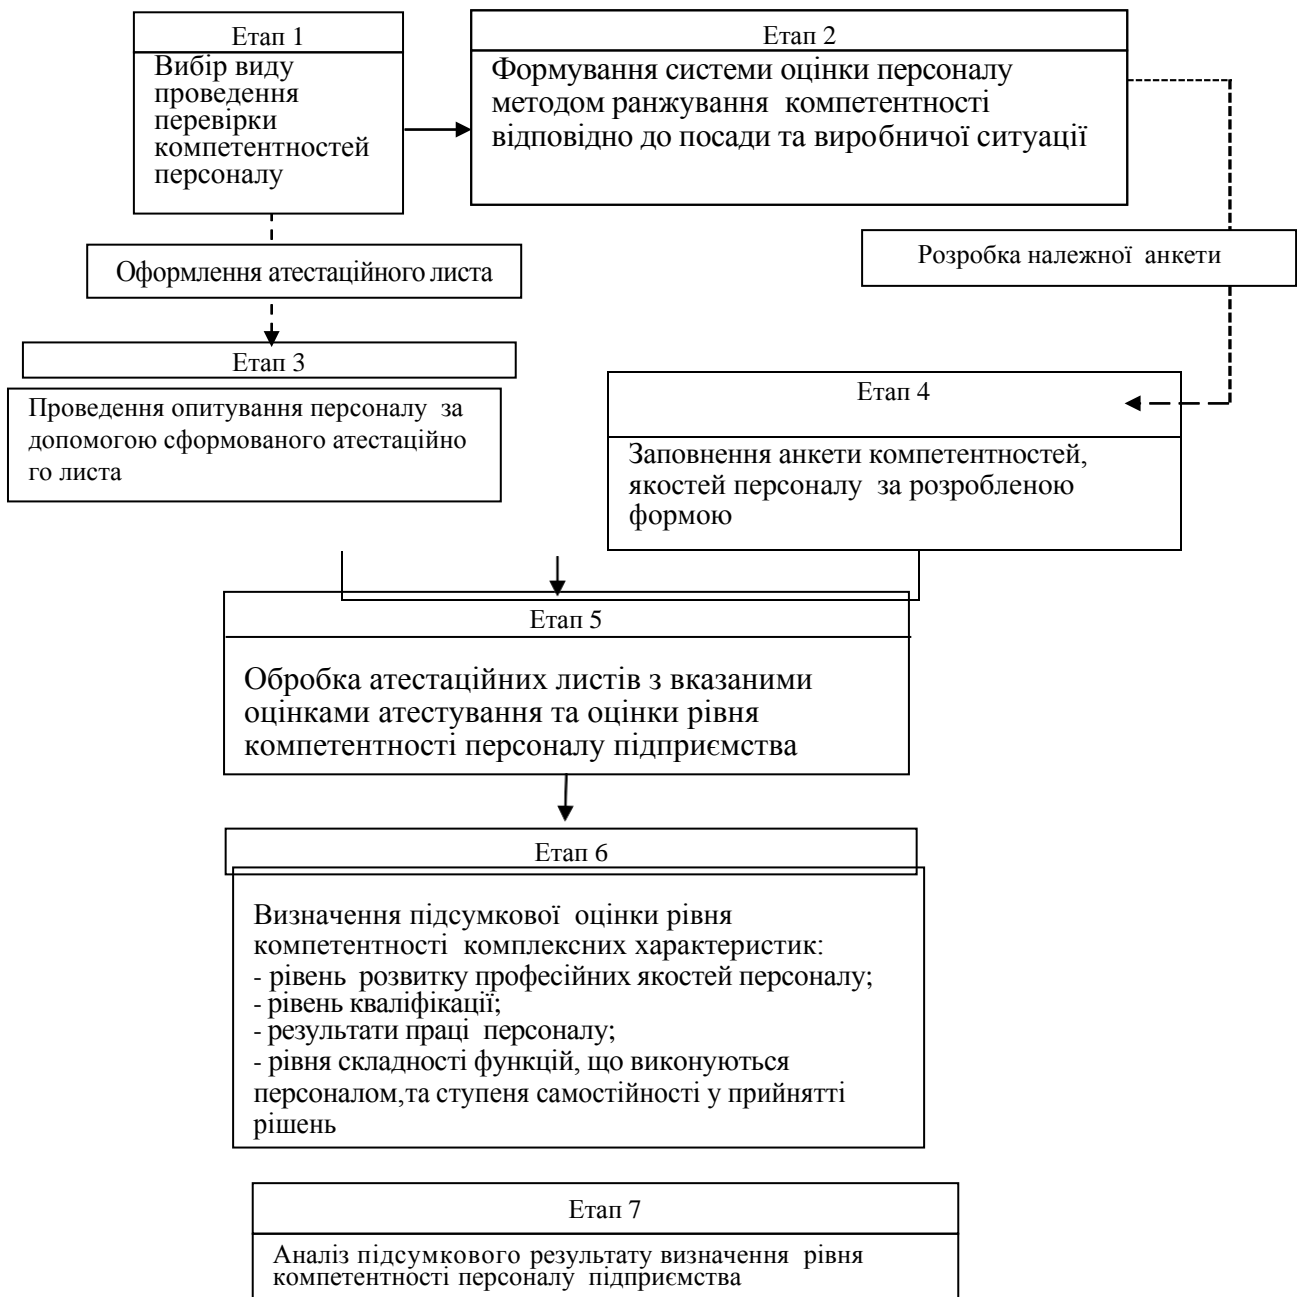 Етап 1
Вибір виду
проведення
перевірки
компетентностей
персоналу
Етап 2
Формування системи оцінки персоналу
методом ранжування компетентності
відповідно до посади та виробничої ситуації
Оформлення атестаційного листа
Розробка належної анкети
Етап 3
Проведення опитування персоналу за
допомогою сформованого атестаційно
го листа
Етап 4
Заповнення анкети компетентностей,
якостей персоналу за розробленою
формою
Етап 5
Обробка атестаційних листів з вказаними
оцінками атестування та оцінки рівня
компетентності персоналу підприємства
Етап 6
Визначення підсумкової оцінки рівня
компетентності комплексних характеристик:
- рівень розвитку професійних якостей персоналу;
- рівень кваліфікації;
- результати праці персоналу;
- рівня складності функцій, що виконуються
персоналом,та ступеня самостійності у прийнятті
рішень
Етап 7
Аналіз підсумкового результату визначення рівня
компетентності персоналу підприємства